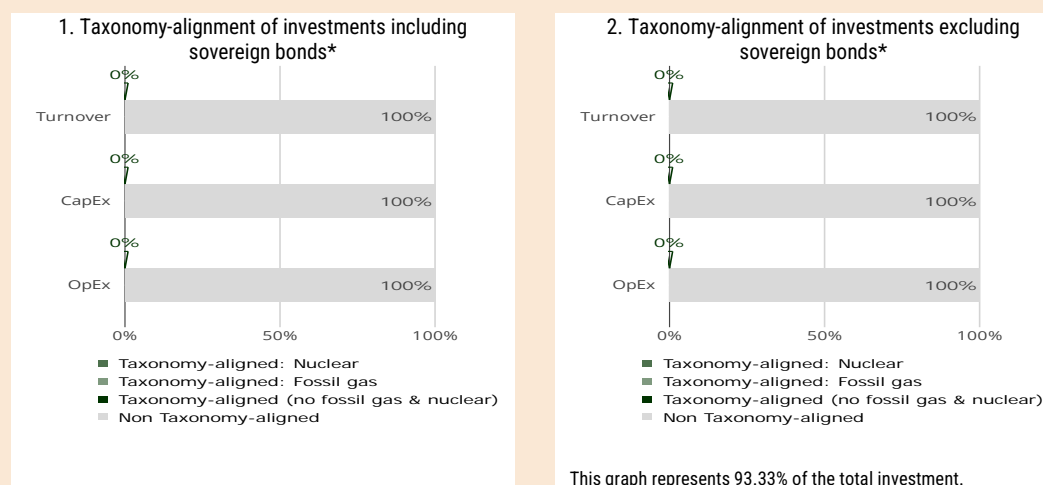 1. Taxonomy-alignment of investments including
sovereign bonds*
0%
Turnover
100%
0%
CapEx
100%
0%
OpEx
100%
0%
50%
100%
Taxonomy-aligned: Nuclear
Taxonomy-aligned: Fossil gas
Taxonomy-aligned (no fossil gas & nuclear)
Non Taxonomy-aligned
2. Taxonomy-alignment of investments excluding
sovereign bonds*
0%
Turnover
100%
0%
CapEx
100%
0%
OpEx
100%
0%
50%
100%
Taxonomy-aligned: Nuclear
Taxonomy-aligned: Fossil gas
Taxonomy-aligned (no fossil gas & nuclear)
Non Taxonomy-aligned
This graph represents 93.33% of the total investment.